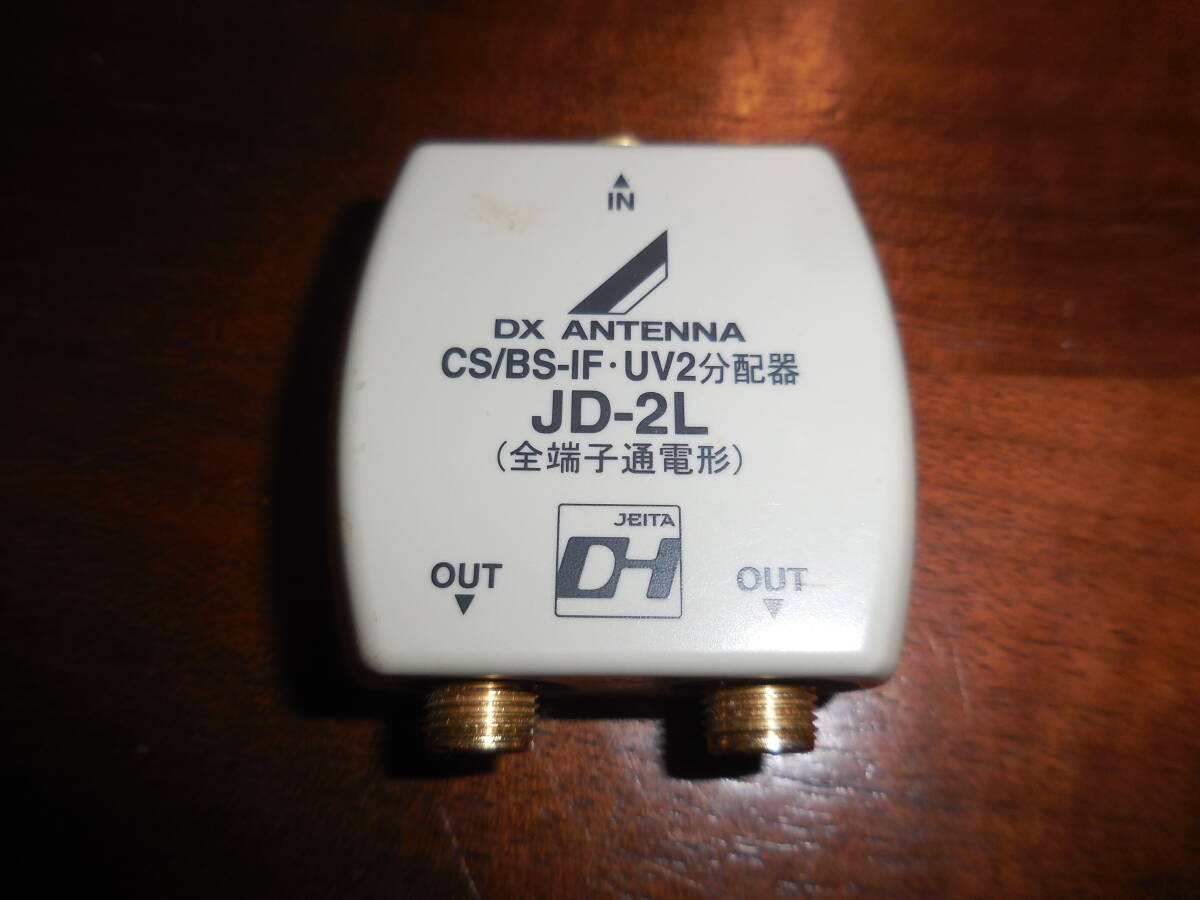 IN
DX ANTENNA
CS/BS-IF・UV2分配器
JD-2L
(全端子通電形)
JEITA
DH
OUT
OUT